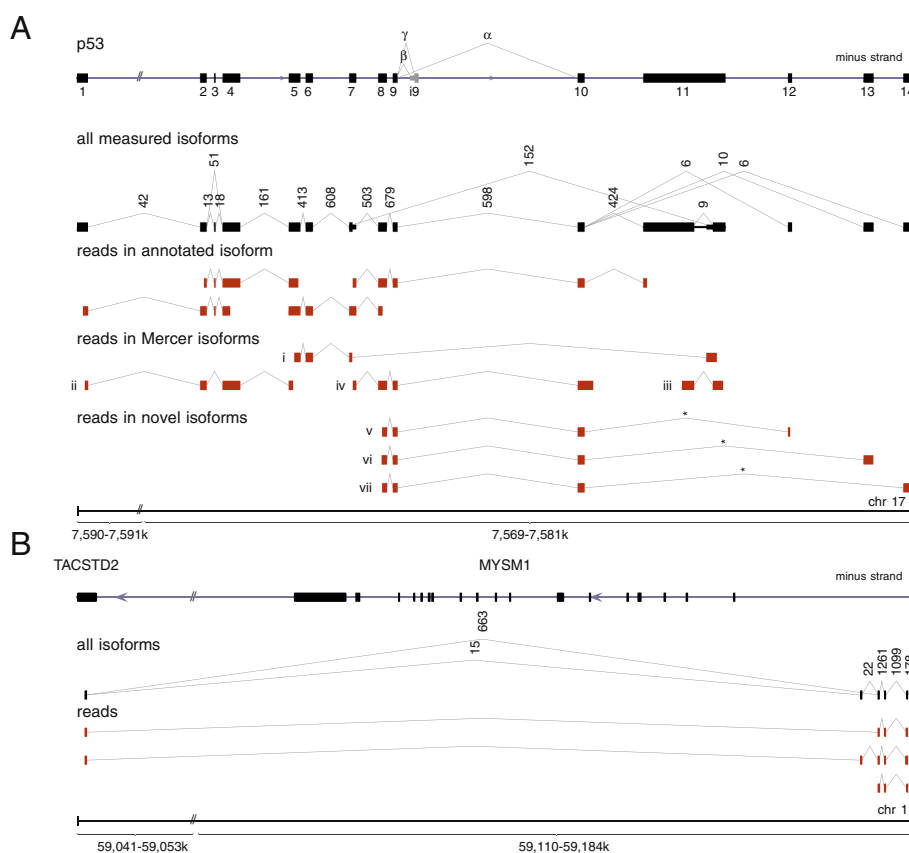 A
p53
γ
β
α
minus strand
1 2 3 4 5 6 7 8 9 i9 10 11 12 13 14
all measured isoforms
42 13 51 18 161 413 608 503 679 598 152 424 9 6 10 6
reads in annotated isoform
reads in Mercer isoforms
i
ii iv iii
reads in novel isoforms
v *
vi *
vii *
chr 17
7,590-7,591k 7,569-7,581k
B
TACSTD2 MYSM1
minus strand
all isoforms
663
15 22 1261 1099
reads
chr 1
59,041-59,053k 59,110-59,184k